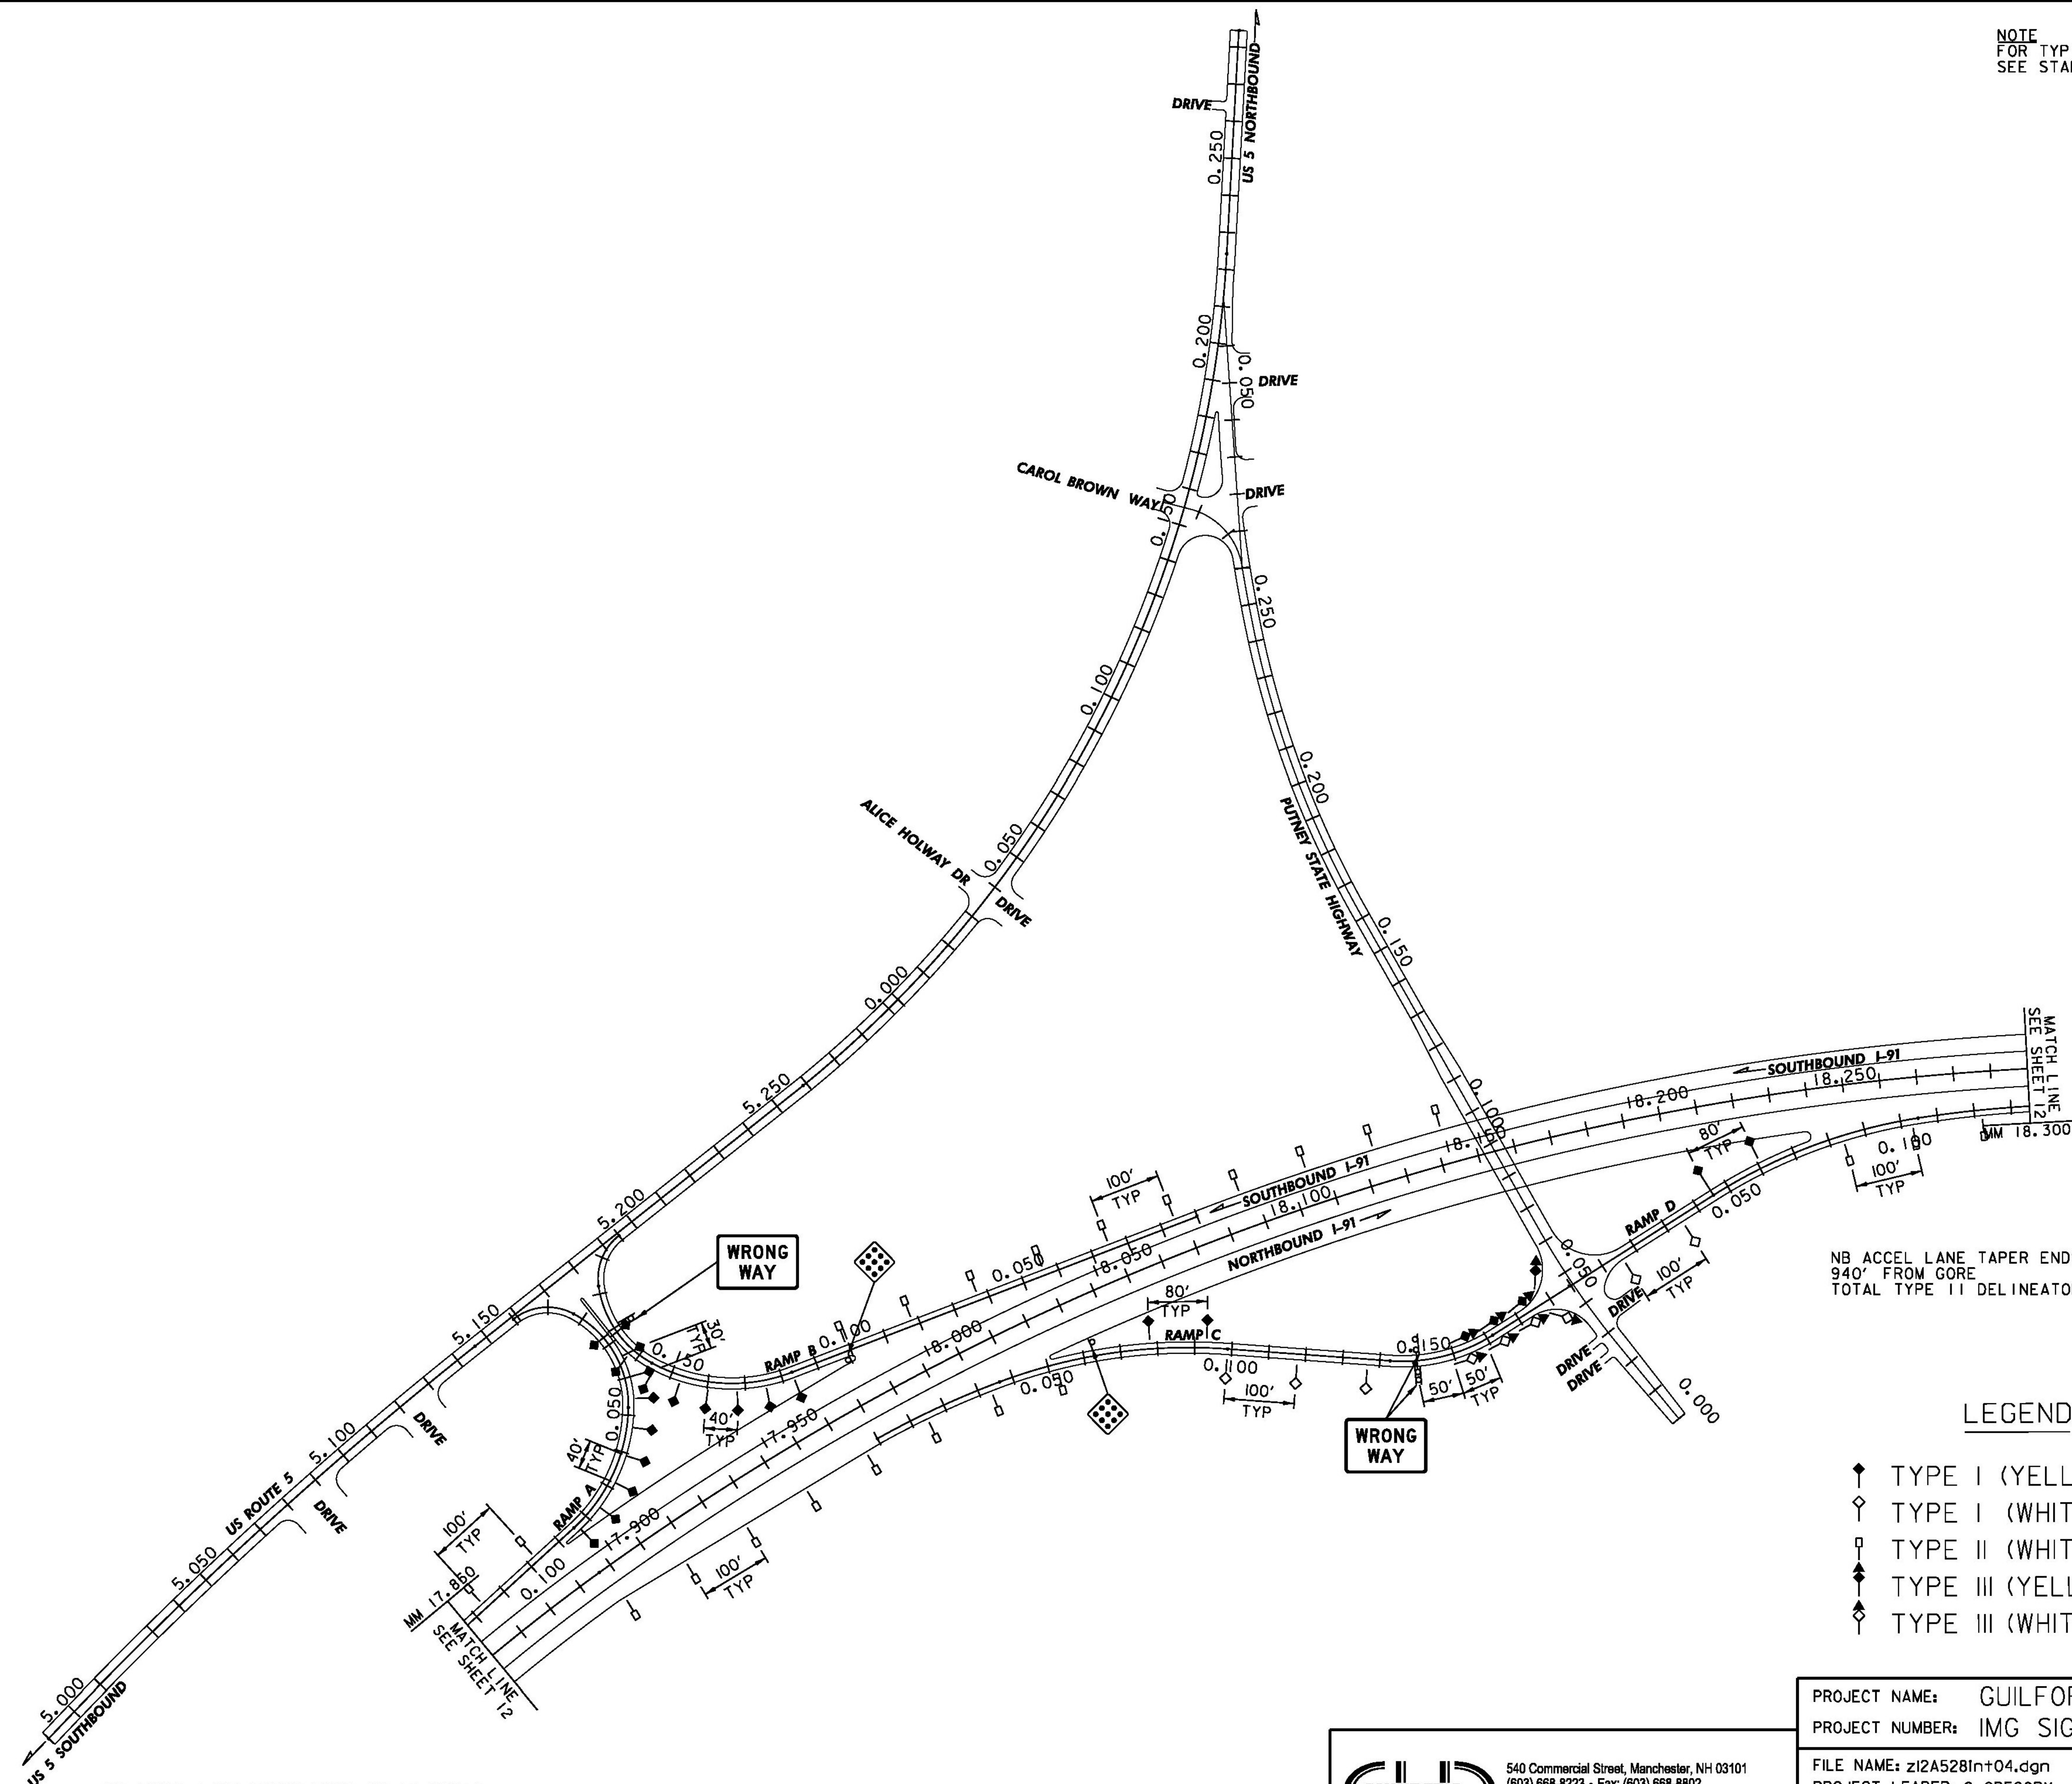 NOTE
FOR TYP
SEE STA
US 5 NORTHBOUND
DRIVE
0.250
0.200
0.050
DRIVE
CAROL BROWN WAY
0.150
DRIVE
0.250
0.100
0.200
PUTNEY STATE HIGHWAY
ALICE HOLWAY DR
0.050
DRIVE
0.150
0.000
MATCH LINE
SEE SHEET 12
MM 18.300
SOUTHBOUND I-91
18.250
18.200
0.100
18.150
5.250
80'
TYP
0.100
100'
TYP
5.200
100'
TYP
SOUTHBOUND I-91
18.100
NORTHBOUND I-91
RAMP D
0.050
WRONG
WAY
0.050
18.050
0.050
100'
TYP
DRIVE
NB ACCEL LANE TAPER END
940' FROM GORE
TOTAL TYPE II DELINEATO
5.150
30'
TYP
0.150
RAMP B
0.100
18.000
80'
TYP
RAMP C
0.100
0.150
DRIVE
DRIVE
0.000
0.050
40'
TYP
17.950
0.050
100'
TYP
50'
50'
TYP
WRONG
WAY
DRIVE
5.100
40'
TYP
LEGEND
US ROUTE 5
DRIVE
RAMP A
17.900
100'
TYP
100'
TYP
0.100
5.050
MM 17.860
MATCH LINE
SEE SHEET 12
TYPE I (YELL
TYPE I (WHIT
TYPE II (WHIT
TYPE III (YELL
TYPE III (WHIT
5.000
US 5 SOUTHBOUND
PROJECT NAME: GUILFO
PROJECT NUMBER: IMG SIG
FILE NAME: z12A528Int04.dgn
540 Commercial Street, Manchester, NH 03101
(603) 668-8223 • Fax: (603) 668-8802